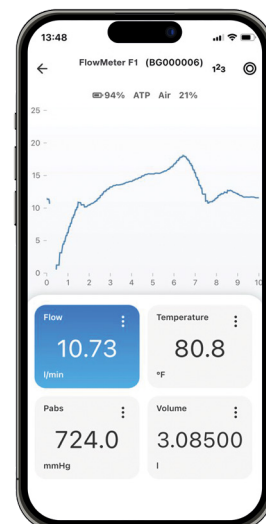 13:48
FlowMeter F1 (BG000006) 1²3
94% ATP Air 21%
25
20
15
10
5
0
0 1 2 3 4 5 6 7 8 9 10
Flow Temperature
10.73 80.8
l/min °F
Pabs Volume
724.0 3.08500
mmHg l